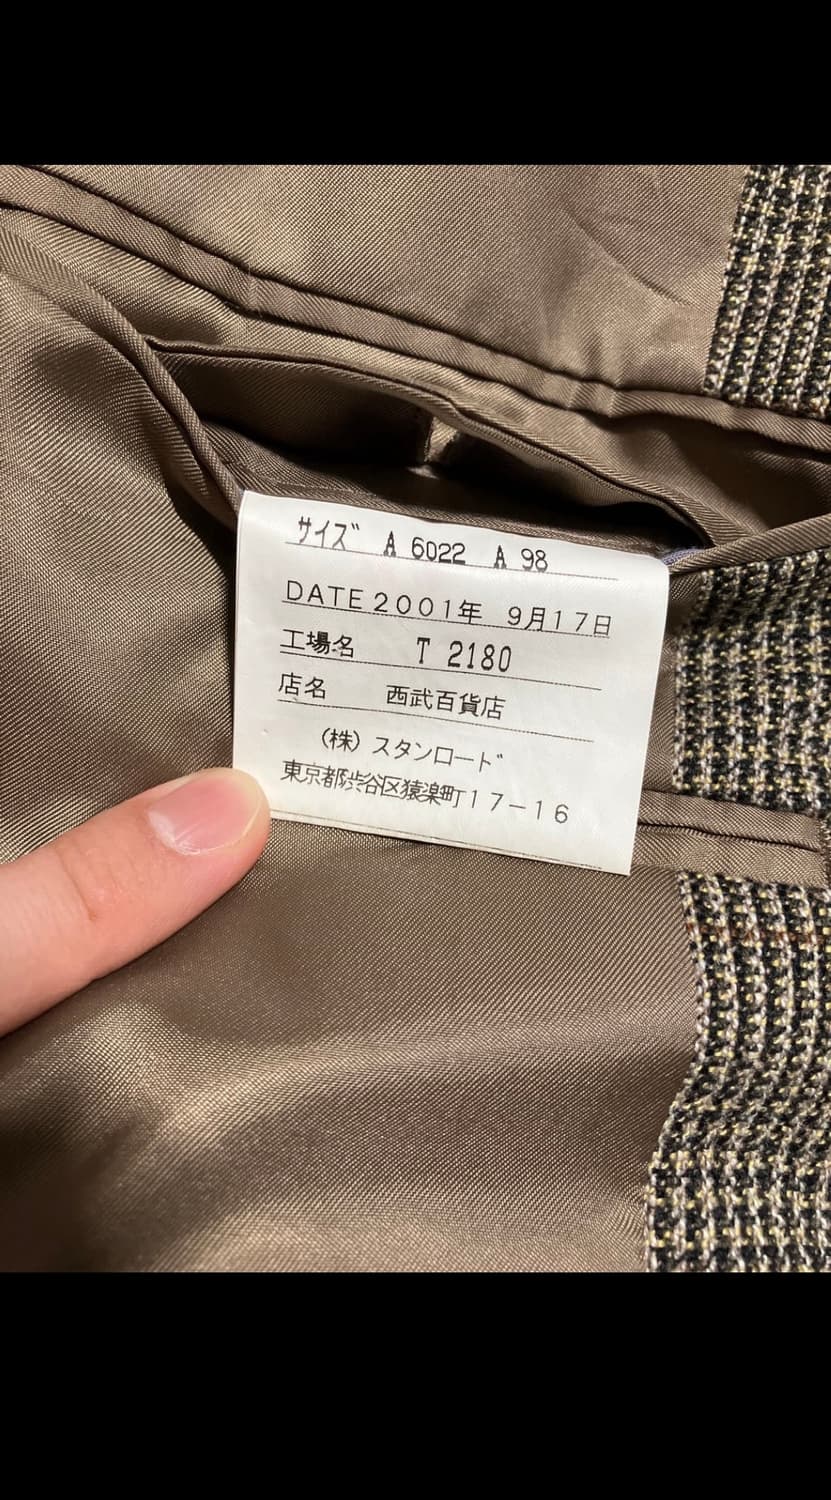 サイズ A 6022 A 98
DATE 2001年 9月17日
工場名 T 2180
店名 西武百貨店
(株) スタンロード
東京都渋谷区猿楽町17-16